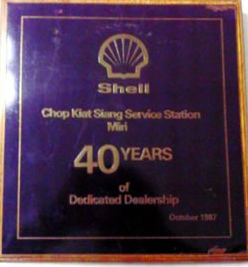 Shell
Chop Kiat Siang Service Station
Miri
40 YEARS
of
Dedicated Dealership
October 1987